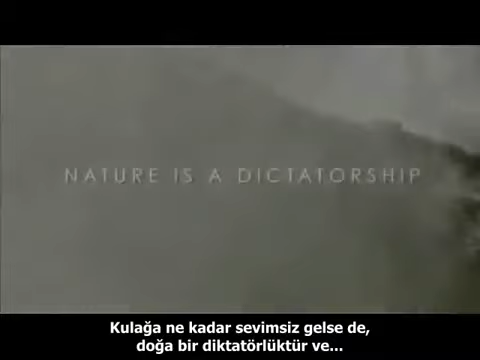 NATURE IS A DICTATORSHIP
Kulağa ne kadar sevimsiz gelse de,
doğa bir diktatörlüktür ve...